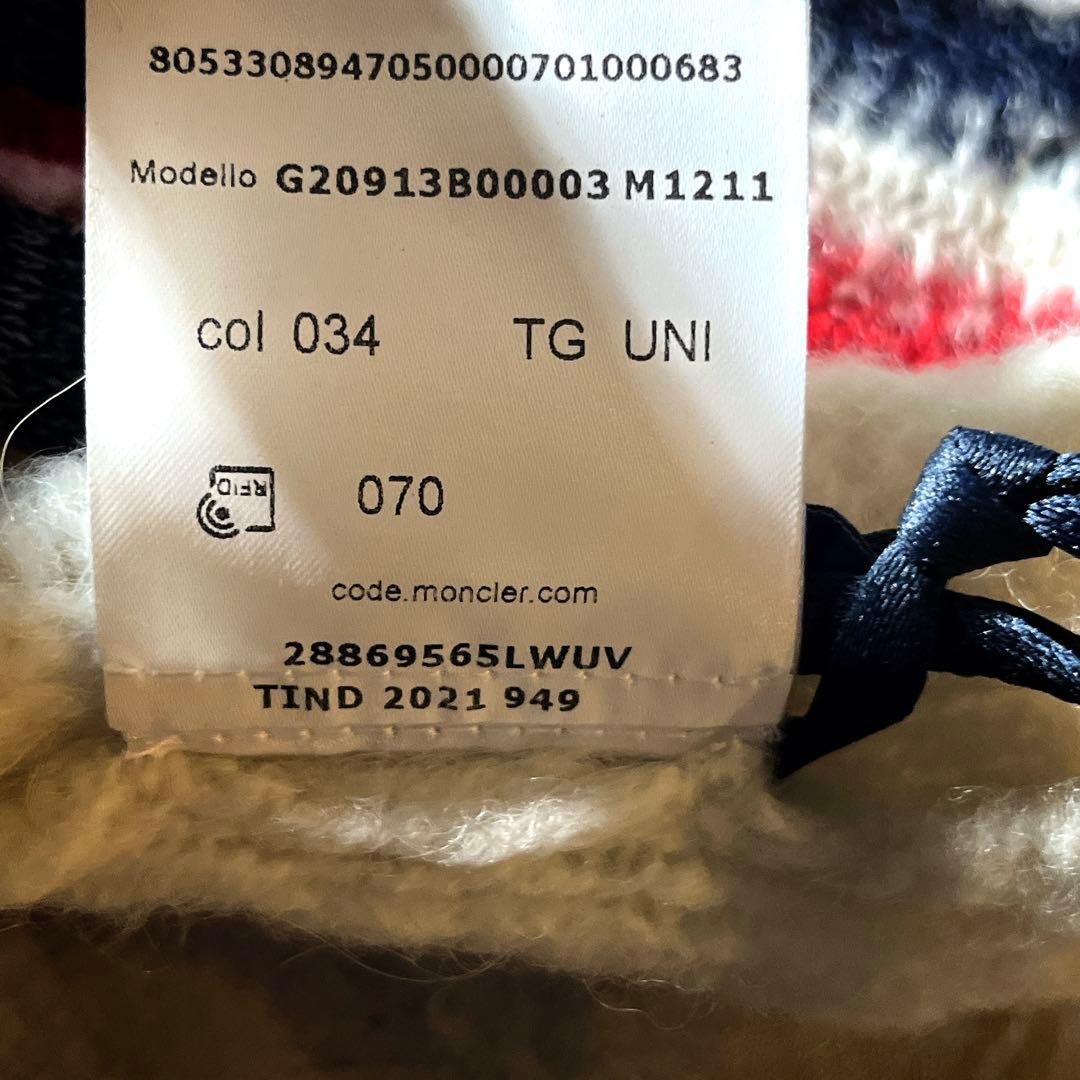 8053308947050000701000683
Modello G20913B00003 M1211
col 034 TG UNI
RFID
070
code.moncler.com
28869565LWUV
TIND 2021 949